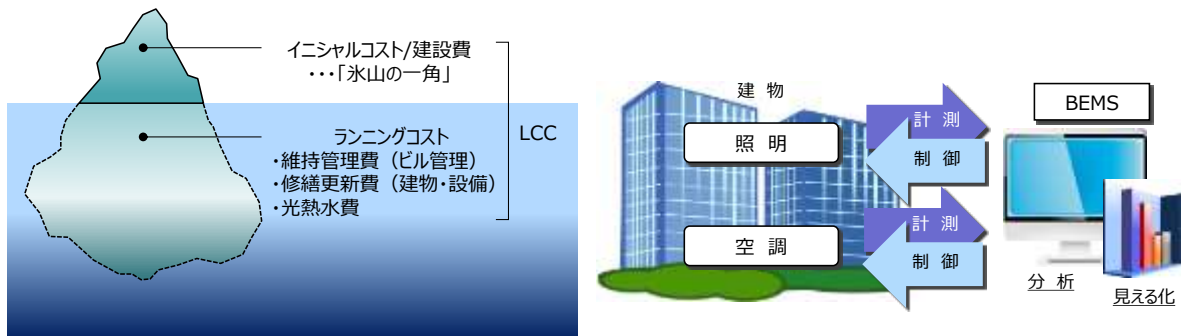 イニシャルコスト/建設費
・・・「氷山の一角」
ランニングコスト
・維持管理費（ビル管理）
・修繕更新費（建物・設備）
・光熱水費
LCC
建物
照明
空調
計測
制御
計測
制御
BEMS
分析
見える化